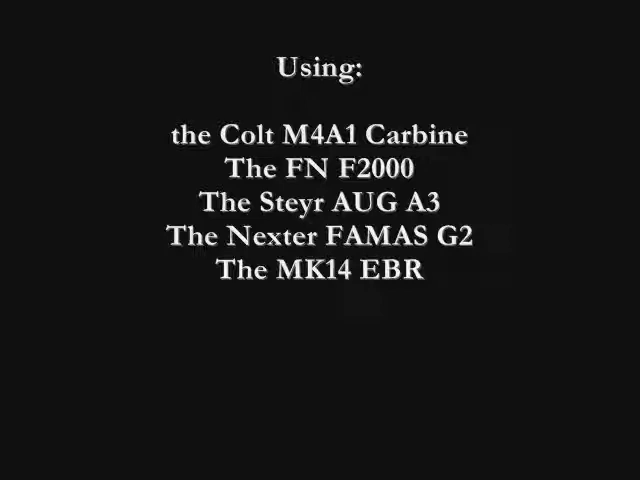 Using:
the Colt M4A1 Carbine
The FN F2000
The Steyr AUG A3
The Nexter FAMAS G2
The MK14 EBR